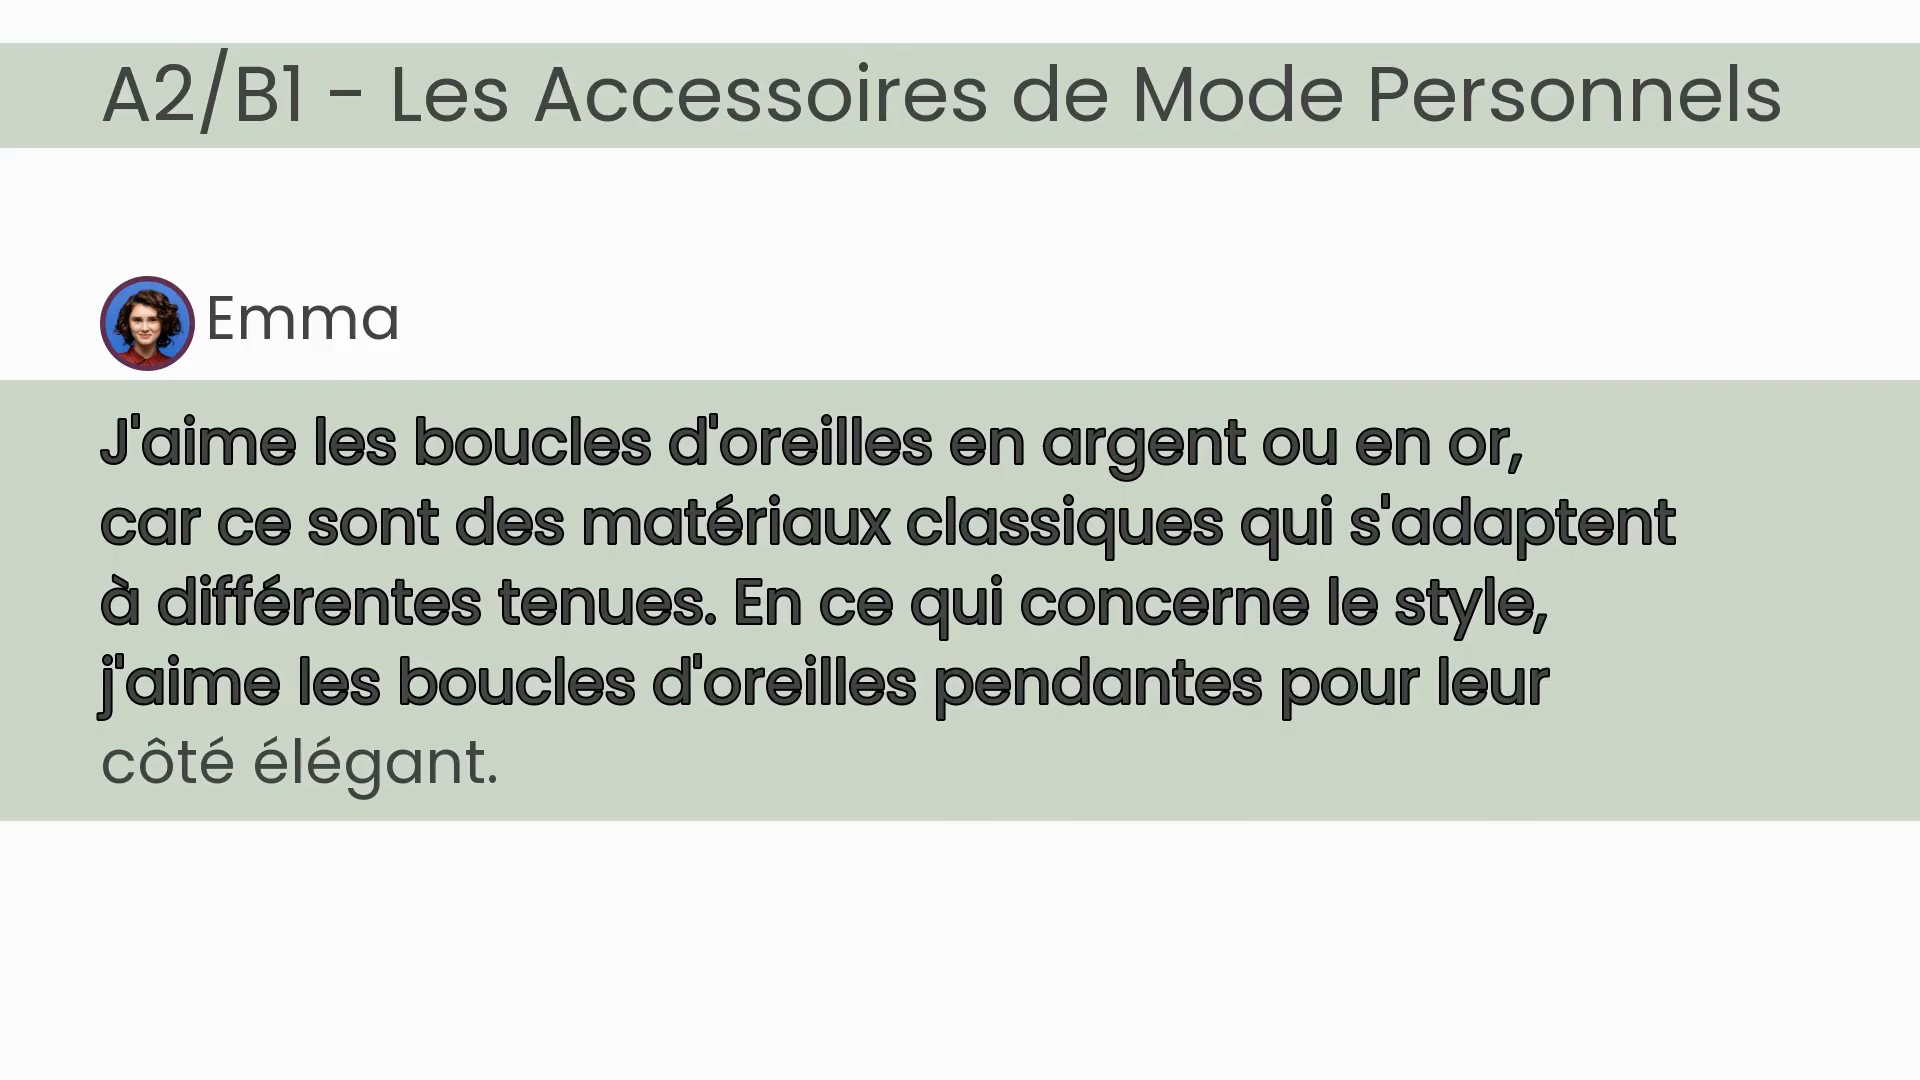 A2/B1 - Les Accessoires de Mode Personnels
Emma
J'aime les boucles d'oreilles en argent ou en or,
car ce sont des matériaux classiques qui s'adaptent
à différentes tenues. En ce qui concerne le style,
j'aime les boucles d'oreilles pendantes pour leur
côté élégant.